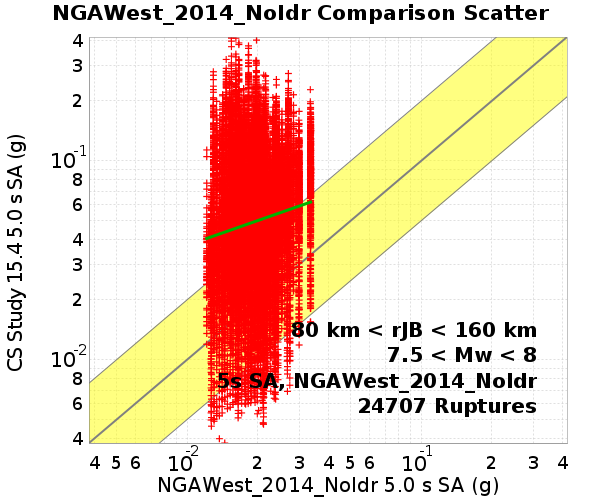 NGAWest_2014_NoIdr Comparison Scatter
CS Study 15.4 5.0 s SA (g)
4
3
2
10^-1
8
6
4
3
2
10^-2
8
6
4
80 km < rJB < 160 km
7.5 < Mw < 8
5s SA, NGAWest_2014_NoIdr
24707 Ruptures
4 5 6 10^-2 2 3 4 5 6 10^-1 2 3 4
NGAWest_2014_NoIdr 5.0 s SA (g)